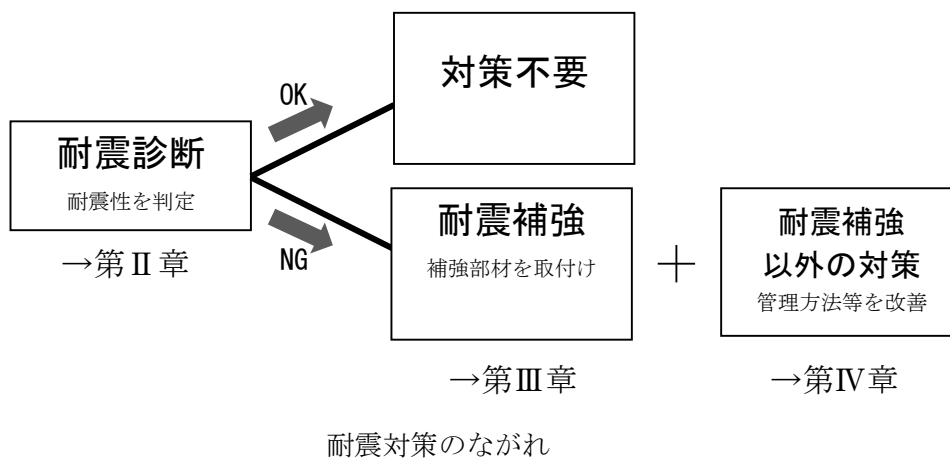 耐震診断
耐震性を判定
→第Ⅱ章
OK
対策不要
NG
耐震補強
補強部材を取付け
→第Ⅲ章
＋
耐震補強
以外の対策
管理方法等を改善
→第Ⅳ章
耐震対策のながれ